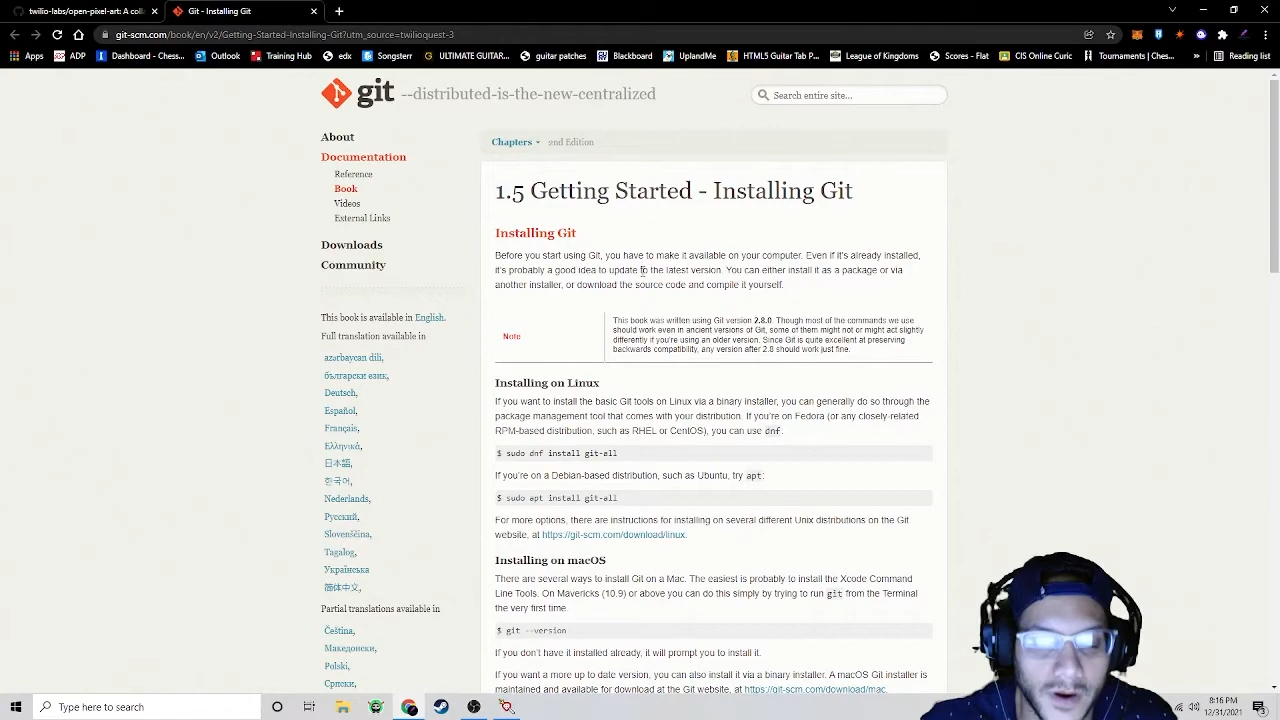 twilio-labs/open-pixel-art: A coll
Git - Installing Git
git-scm.com/book/en/v2/Getting-Started-Installing-Git?utm_source=twilioquest-3
Apps
ADP
Dashboard - Chess...
Outlook
Training Hub
edx
Songsterr
ULTIMATE GUITAR...
guitar patches
Blackboard
UplandMe
HTML5 Guitar Tab P...
League of Kingdoms
Scores - Flat
CIS Online Curic
Tournaments | Chess...
»
Reading list
git --distributed-is-the-new-centralized
Search entire site...
About
Documentation
Reference
Book
Videos
External Links
Downloads
Community
This book is available in English.
Full translation available in
azərbaycan dili,
български език,
Deutsch,
Español,
Français,
Ελληνικά,
日本語,
한국어,
Nederlands,
Русский,
Slovenščina,
Tagalog,
Українська
简体中文,
Partial translations available in
Čeština,
Македонски,
Polski,
Српски,
Chapters
2nd Edition
1.5 Getting Started - Installing Git
Installing Git
Before you start using Git, you have to make it available on your computer. Even if it's already installed,
it's probably a good idea to update to the latest version. You can either install it as a package or via
another installer, or download the source code and compile it yourself.
Note
This book was written using Git version 2.8.0. Though most of the commands we use
should work even in ancient versions of Git, some of them might not or might act slightly
differently if you're using an older version. Since Git is quite excellent at preserving
backwards compatibility, any version after 2.8 should work just fine.
Installing on Linux
If you want to install the basic Git tools on Linux via a binary installer, you can generally do so through the
package management tool that comes with your distribution. If you're on Fedora (or any closely-related
RPM-based distribution, such as RHEL or CentOS), you can use dnf:
$ sudo dnf install git-all
If you're on a Debian-based distribution, such as Ubuntu, try apt:
$ sudo apt install git-all
For more options, there are instructions for installing on several different Unix distributions on the Git
website, at https://git-scm.com/download/linux.
Installing on macOS
There are several ways to install Git on a Mac. The easiest is probably to install the Xcode Command
Line Tools. On Mavericks (10.9) or above you can do this simply by trying to run git from the Terminal
the very first time.
$ git --version
If you don't have it installed already, it will prompt you to install it.
If you want a more up to date version, you can also install it via a binary installer. A macOS Git installer
is maintained and available for download at the Git website, at https://git-scm.com/download/mac.
Type here to search
8:16 PM
12/31/2021